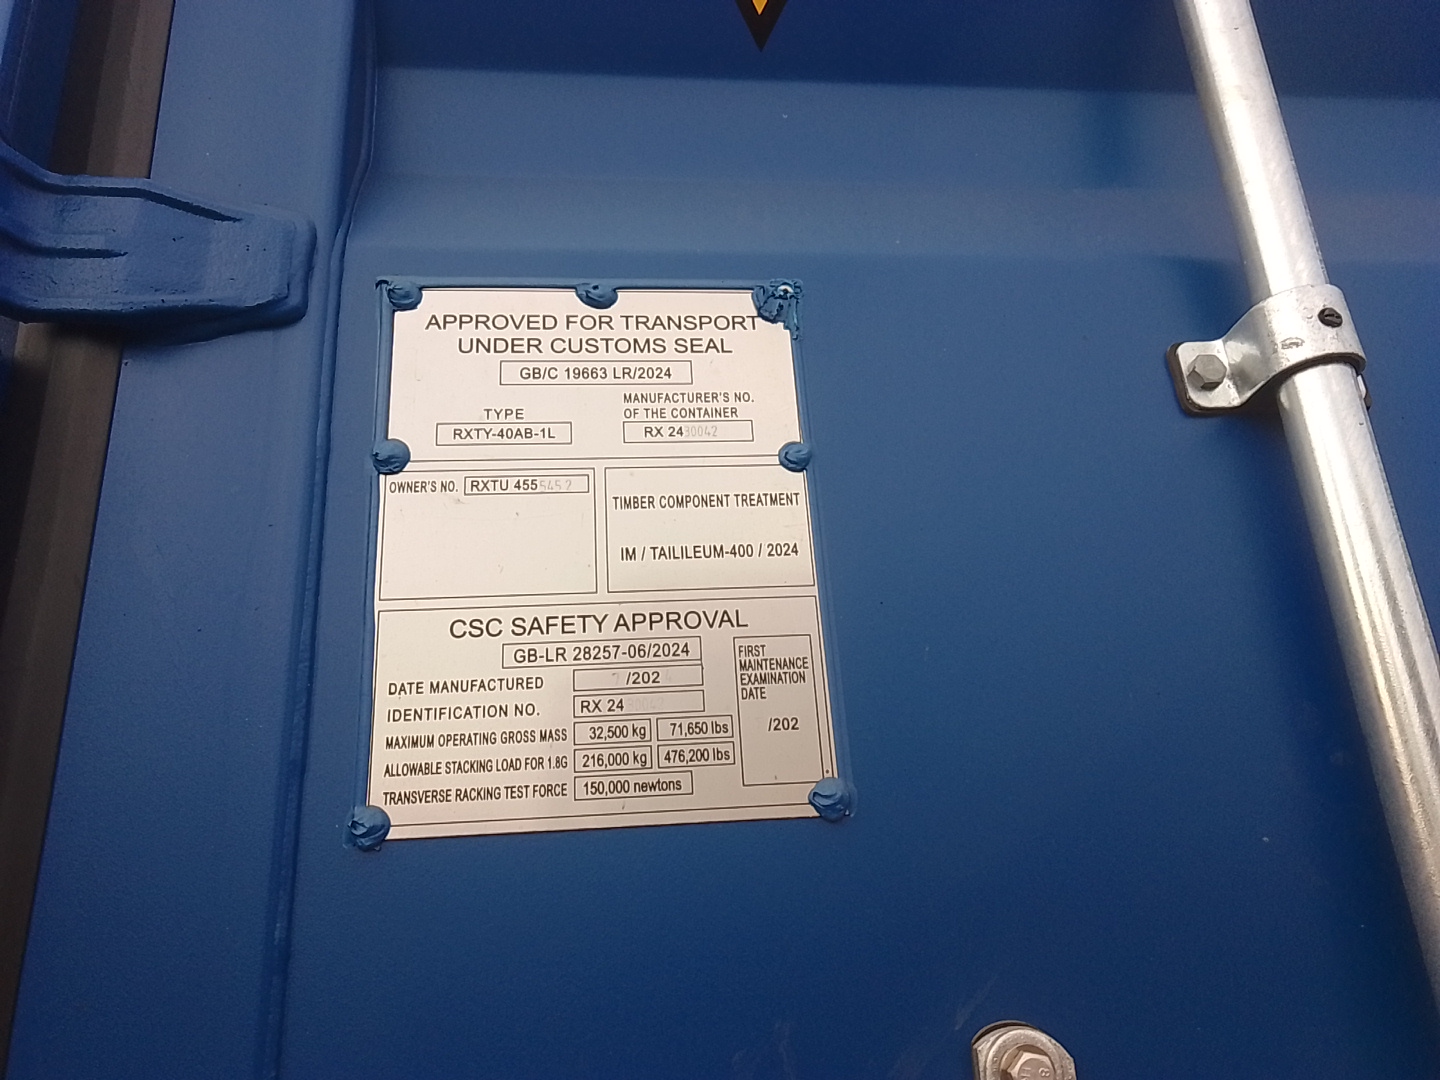 APPROVED FOR TRANSPORT
UNDER CUSTOMS SEAL
GB/C 19663 LR/2024
TYPE
RXTY-40AB-1L
MANUFACTURER'S NO.
OF THE CONTAINER
RX 2430042
OWNER'S NO. RXTU 455
TIMBER COMPONENT TREATMENT
IM / TAILILEUM-400 / 2024
CSC SAFETY APPROVAL
GB-LR 28257-06/2024
DATE MANUFACTURED /202
IDENTIFICATION NO. RX 24
MAXIMUM OPERATING GROSS MASS 32,500 kg 71,650 lbs
ALLOWABLE STACKING LOAD FOR 1.8G 216,000 kg 476,200 lbs
TRANSVERSE RACKING TEST FORCE 150,000 newtons
FIRST
MAINTENANCE
EXAMINATION
DATE
/202